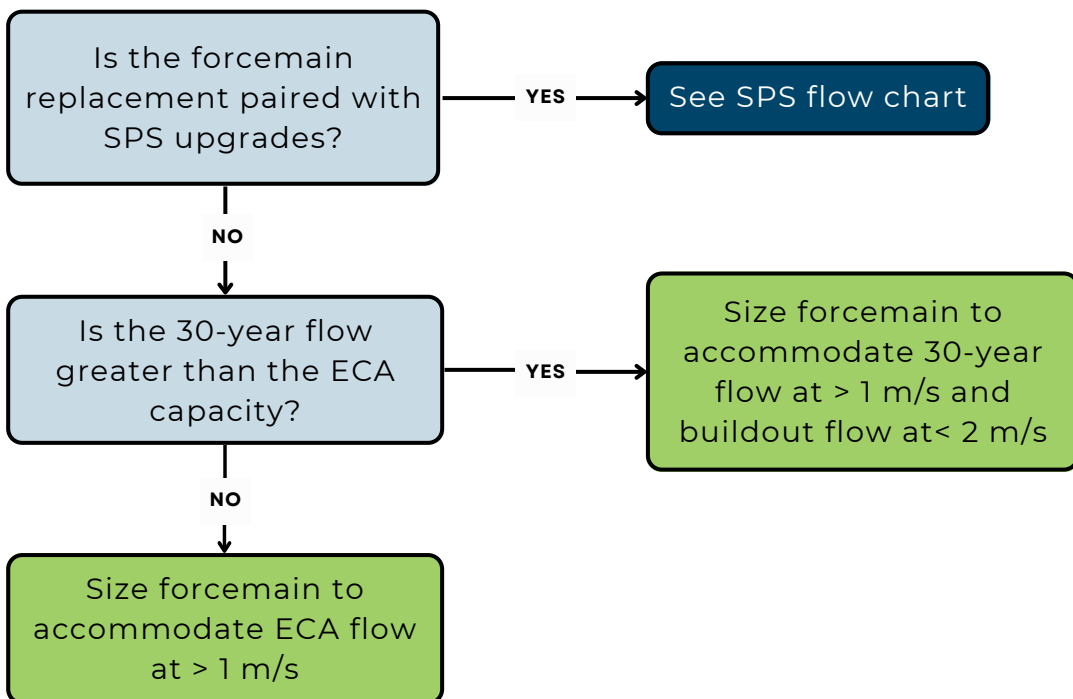 Is the forcemain
replacement paired with
SPS upgrades?
YES
See SPS flow chart
NO
Is the 30-year flow
greater than the ECA
capacity?
YES
Size forcemain to
accommodate 30-year
flow at > 1 m/s and
buildout flow at< 2 m/s
NO
Size forcemain to
accommodate ECA flow
at > 1 m/s